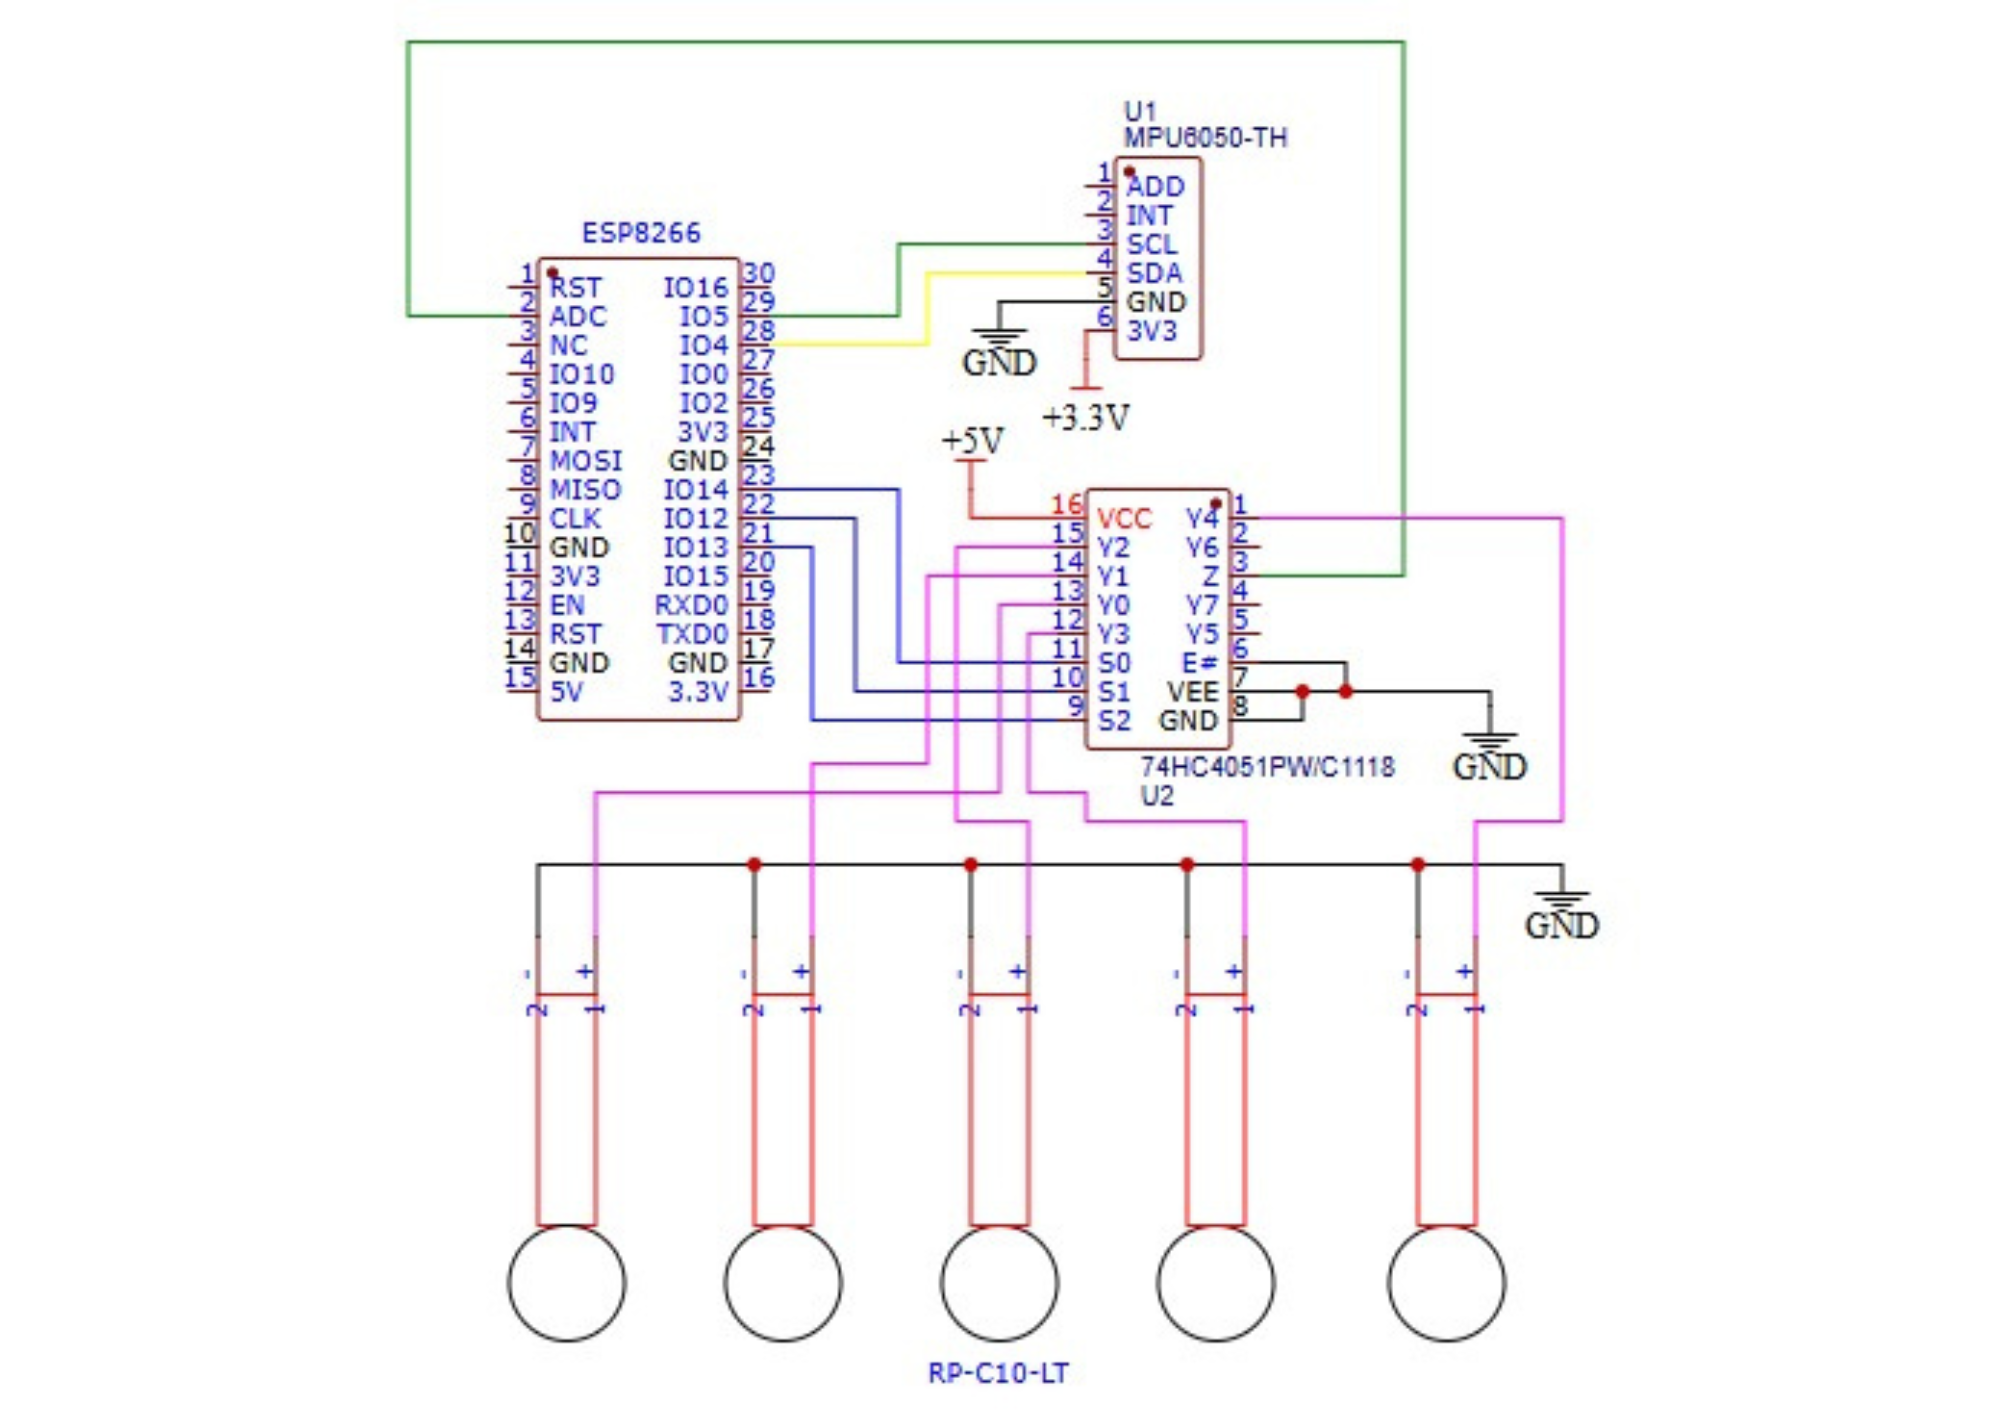 U1
MPU6050-TH
1 ADD
2 INT
3 SCL
4 SDA
5 GND
6 3V3
GND
+3.3V
ESP8266
1 RST IO16 30
2 ADC IO5 29
3 NC IO4 28
4 IO10 IO0 27
5 IO9 IO2 26
6 INT 3V3 25
7 MOSI GND 24
8 MISO IO14 23
9 CLK IO12 22
10 GND IO13 21
11 3V3 IO15 20
12 EN RXD0 19
13 RST TXD0 18
14 GND GND 17
15 5V 3.3V 16
+5V
16 VCC Y4 1
15 Y2 Y6 2
14 Y1 Z 3
13 Y0 Y7 4
12 Y3 Y5 5
11 S0 E# 6
10 S1 VEE 7
9 S2 GND 8
74HC4051PW/C1118
U2
GND
GND
- + - + - + - + - +
2 1 2 1 2 1 2 1 2 1
RP-C10-LT